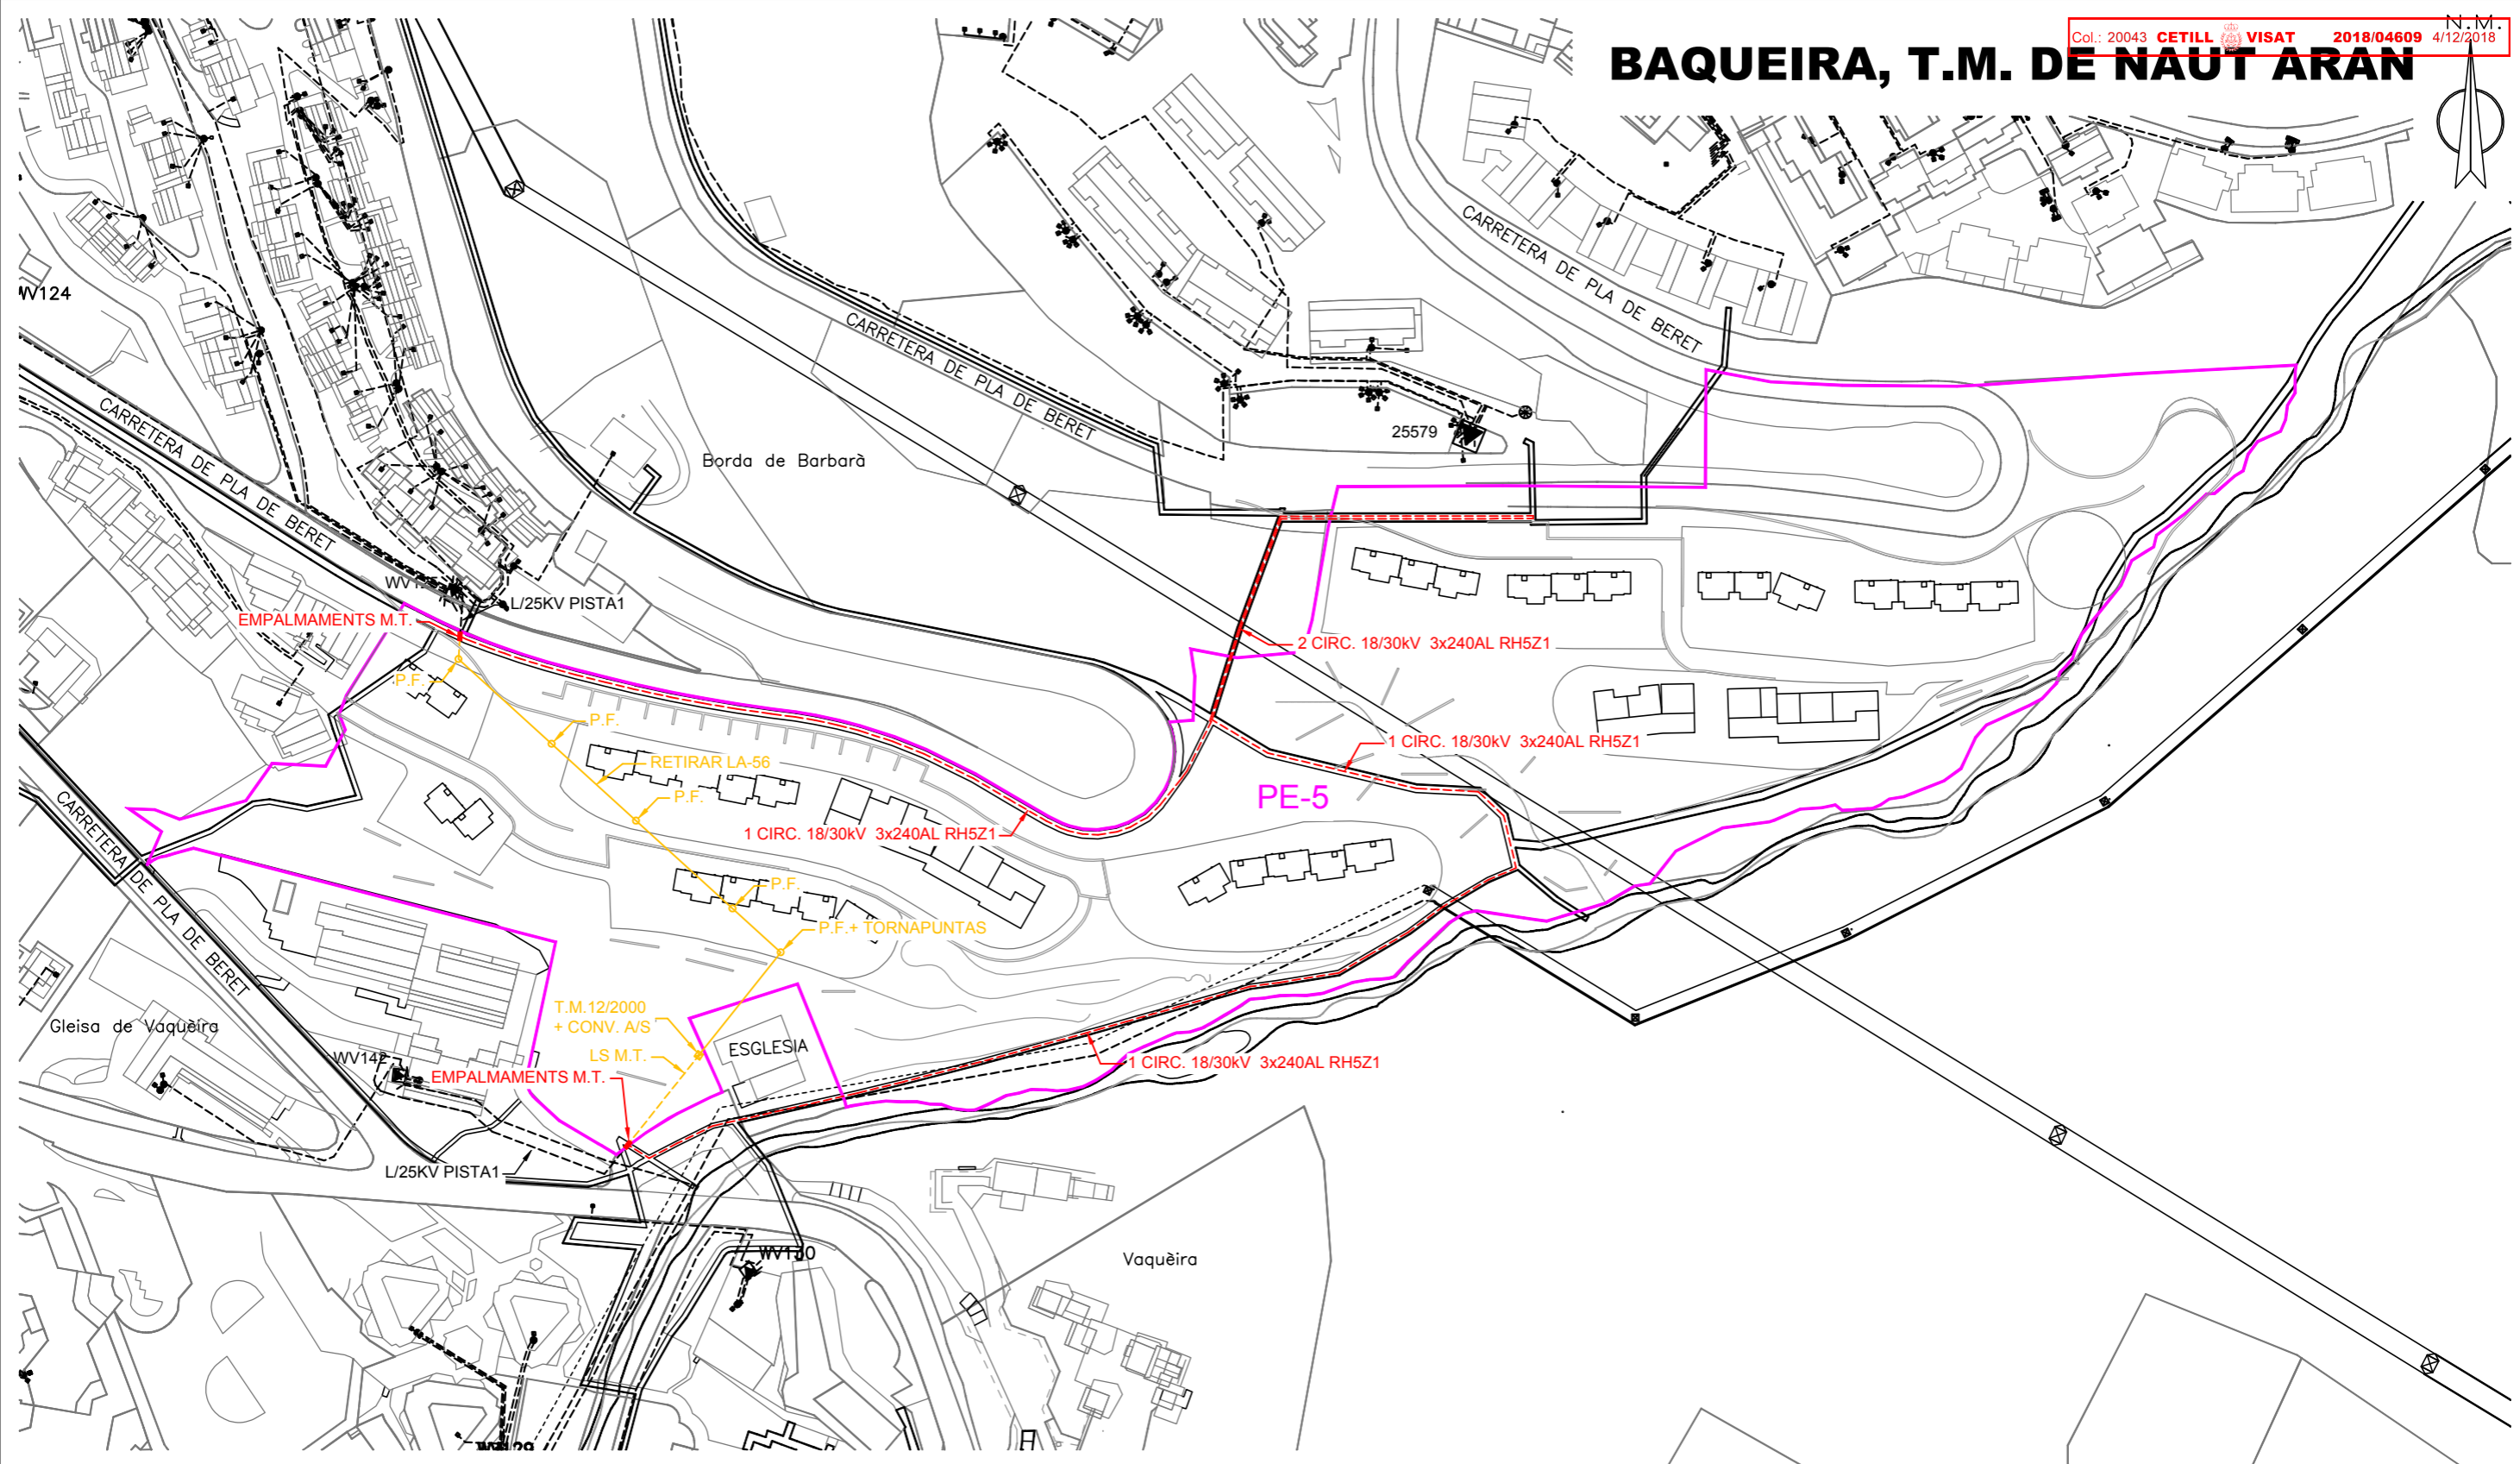 N.M.
Col.: 20043 CETILL VISAT 2018/04609 4/12/2018
BAQUEIRA, T.M. DE NAUT ARAN
CARRETERA DE PLA DE BERET
WV124
CARRETERA DE PLA DE BERET
CARRETERA DE PLA DE BERET
25579
Borda de Barbarà
L/25KV PISTA1
EMPALMAMENTS M.T.
2 CIRC. 18/30kV 3x240AL RH5Z1
P.F.
P.F.
1 CIRC. 18/30kV 3x240AL RH5Z1
RETIRAR LA-56
P.F.
PE-5
1 CIRC. 18/30kV 3x240AL RH5Z1
CARRETERA DE PLA DE BERET
P.F.
P.F.+ TORNAPUNTAS
T.M.12/2000
+ CONV. A/S
Gleisa de Vaquèira
LS M.T.
ESGLESIA
WV142
EMPALMAMENTS M.T.
1 CIRC. 18/30kV 3x240AL RH5Z1
L/25KV PISTA1
Vaquèira